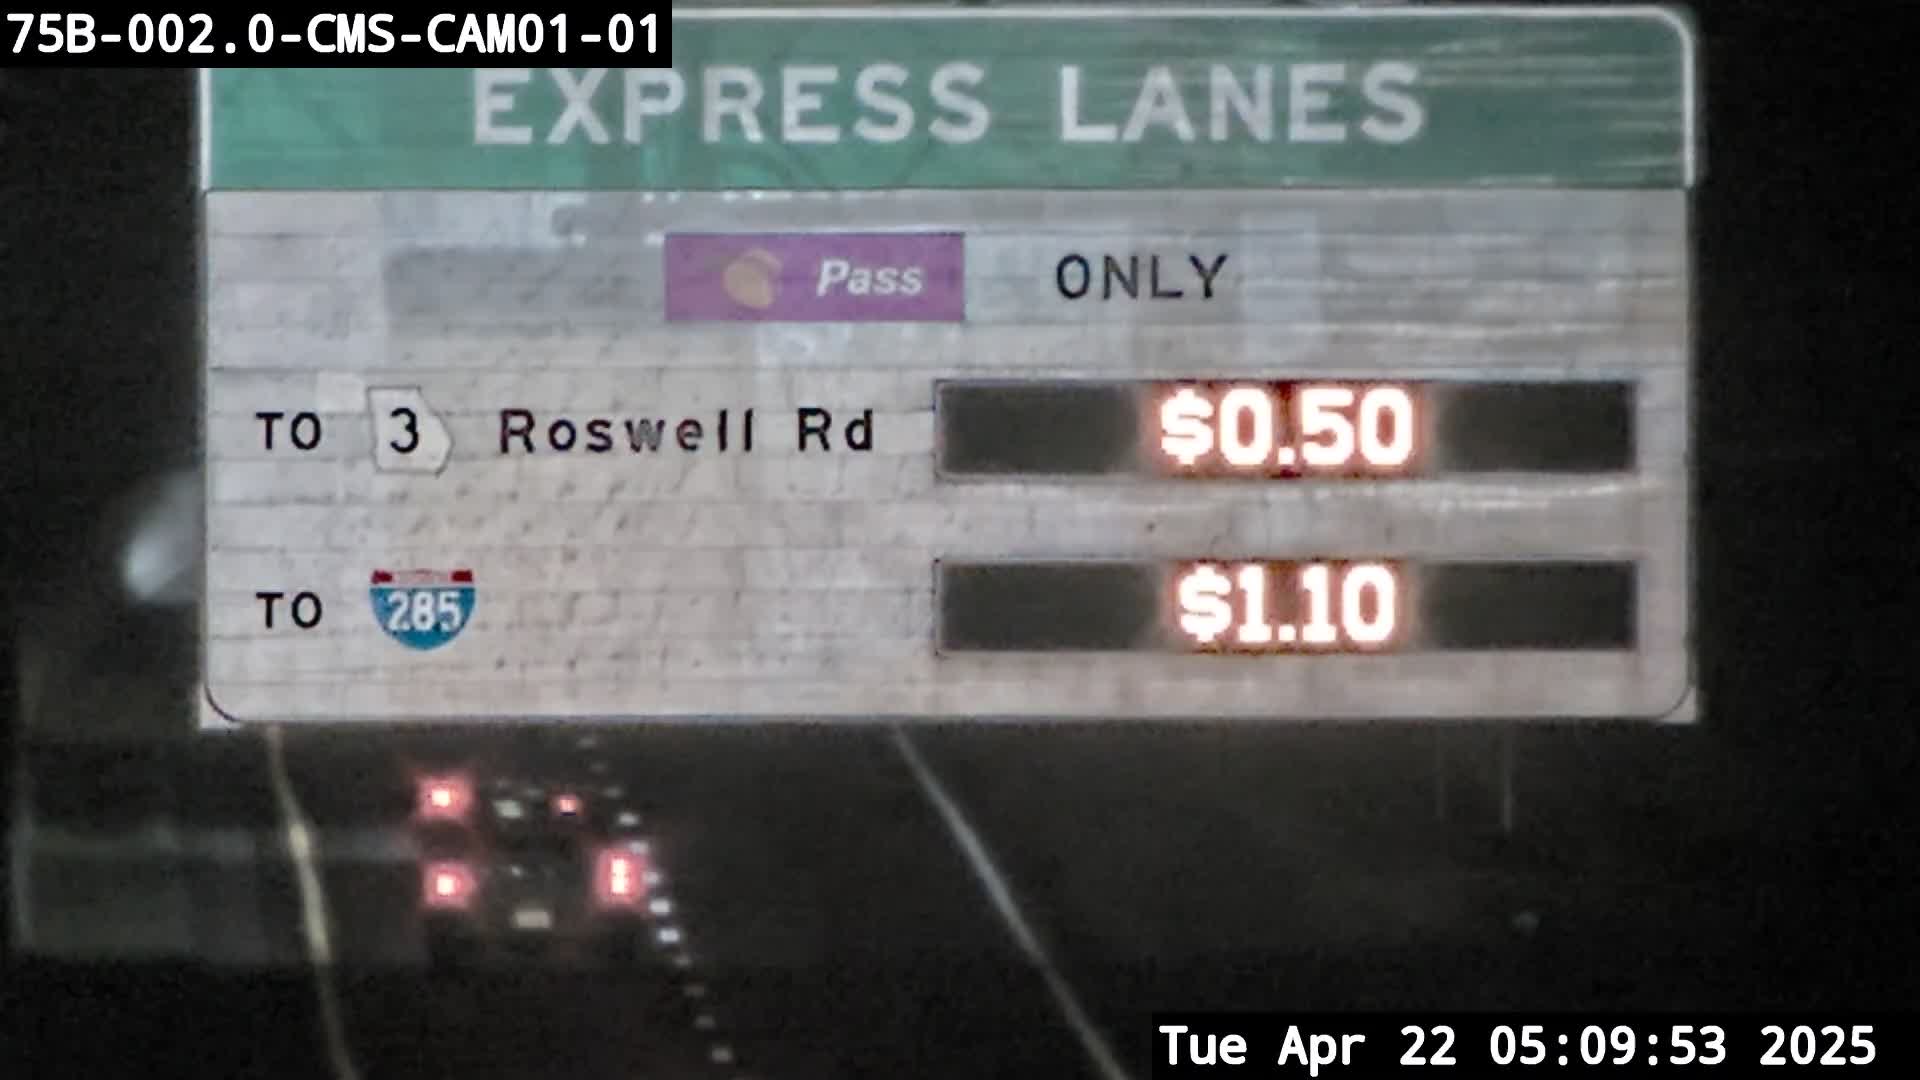 75B-002.0-CMS-CAM01-01
EXPRESS LANES
Pass ONLY
TO 3 Roswell Rd $0.50
TO 285 $1.10
Tue Apr 22 05:09:53 2025